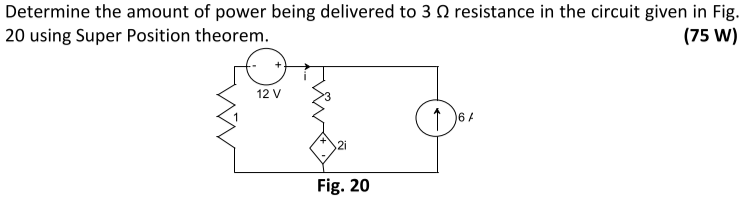 Determine the amount of power being delivered to 3 Ω resistance in the circuit given in Fig.
20 using Super Position theorem. (75 W)
- +
i
12 V
3
1
6 A
+
2i
-
Fig. 20